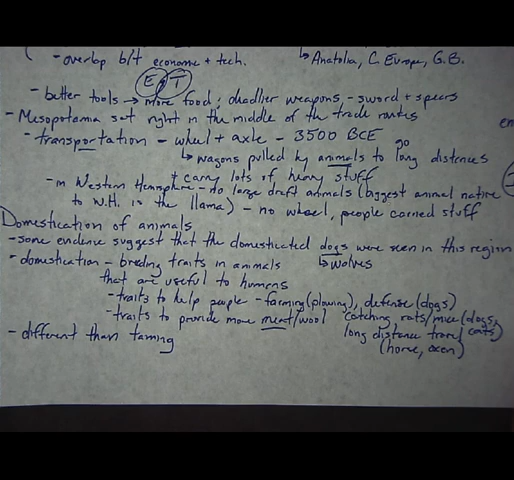 - overlap b/t economic + tech.
↳ Anatolia, C. Europe, G.B.
E T
- better tools → more food; deadlier weapons - sword + spears
- Mesopotamia sat right in the middle of the trade routes
- transportation - wheel + axle - 3500 BCE
↳ wagons pulled by animals to go long distances
+ carry lots of heavy stuff
- in Western Hemisphere - no large draft animals (biggest animal native
to W.H. is the llama) - no wheel, people carried stuff
Domestication of animals
- some evidence suggest that the domesticated dogs were seen in this region
↳ wolves
- domestication - breeding traits in animals
that are useful to humans
- traits to help people - farming (plowing), defense (dogs)
catching rats/mice (dogs, cats)
long distance travel
(horse, oxen)
- traits to provide more meat/wool
- different than taming